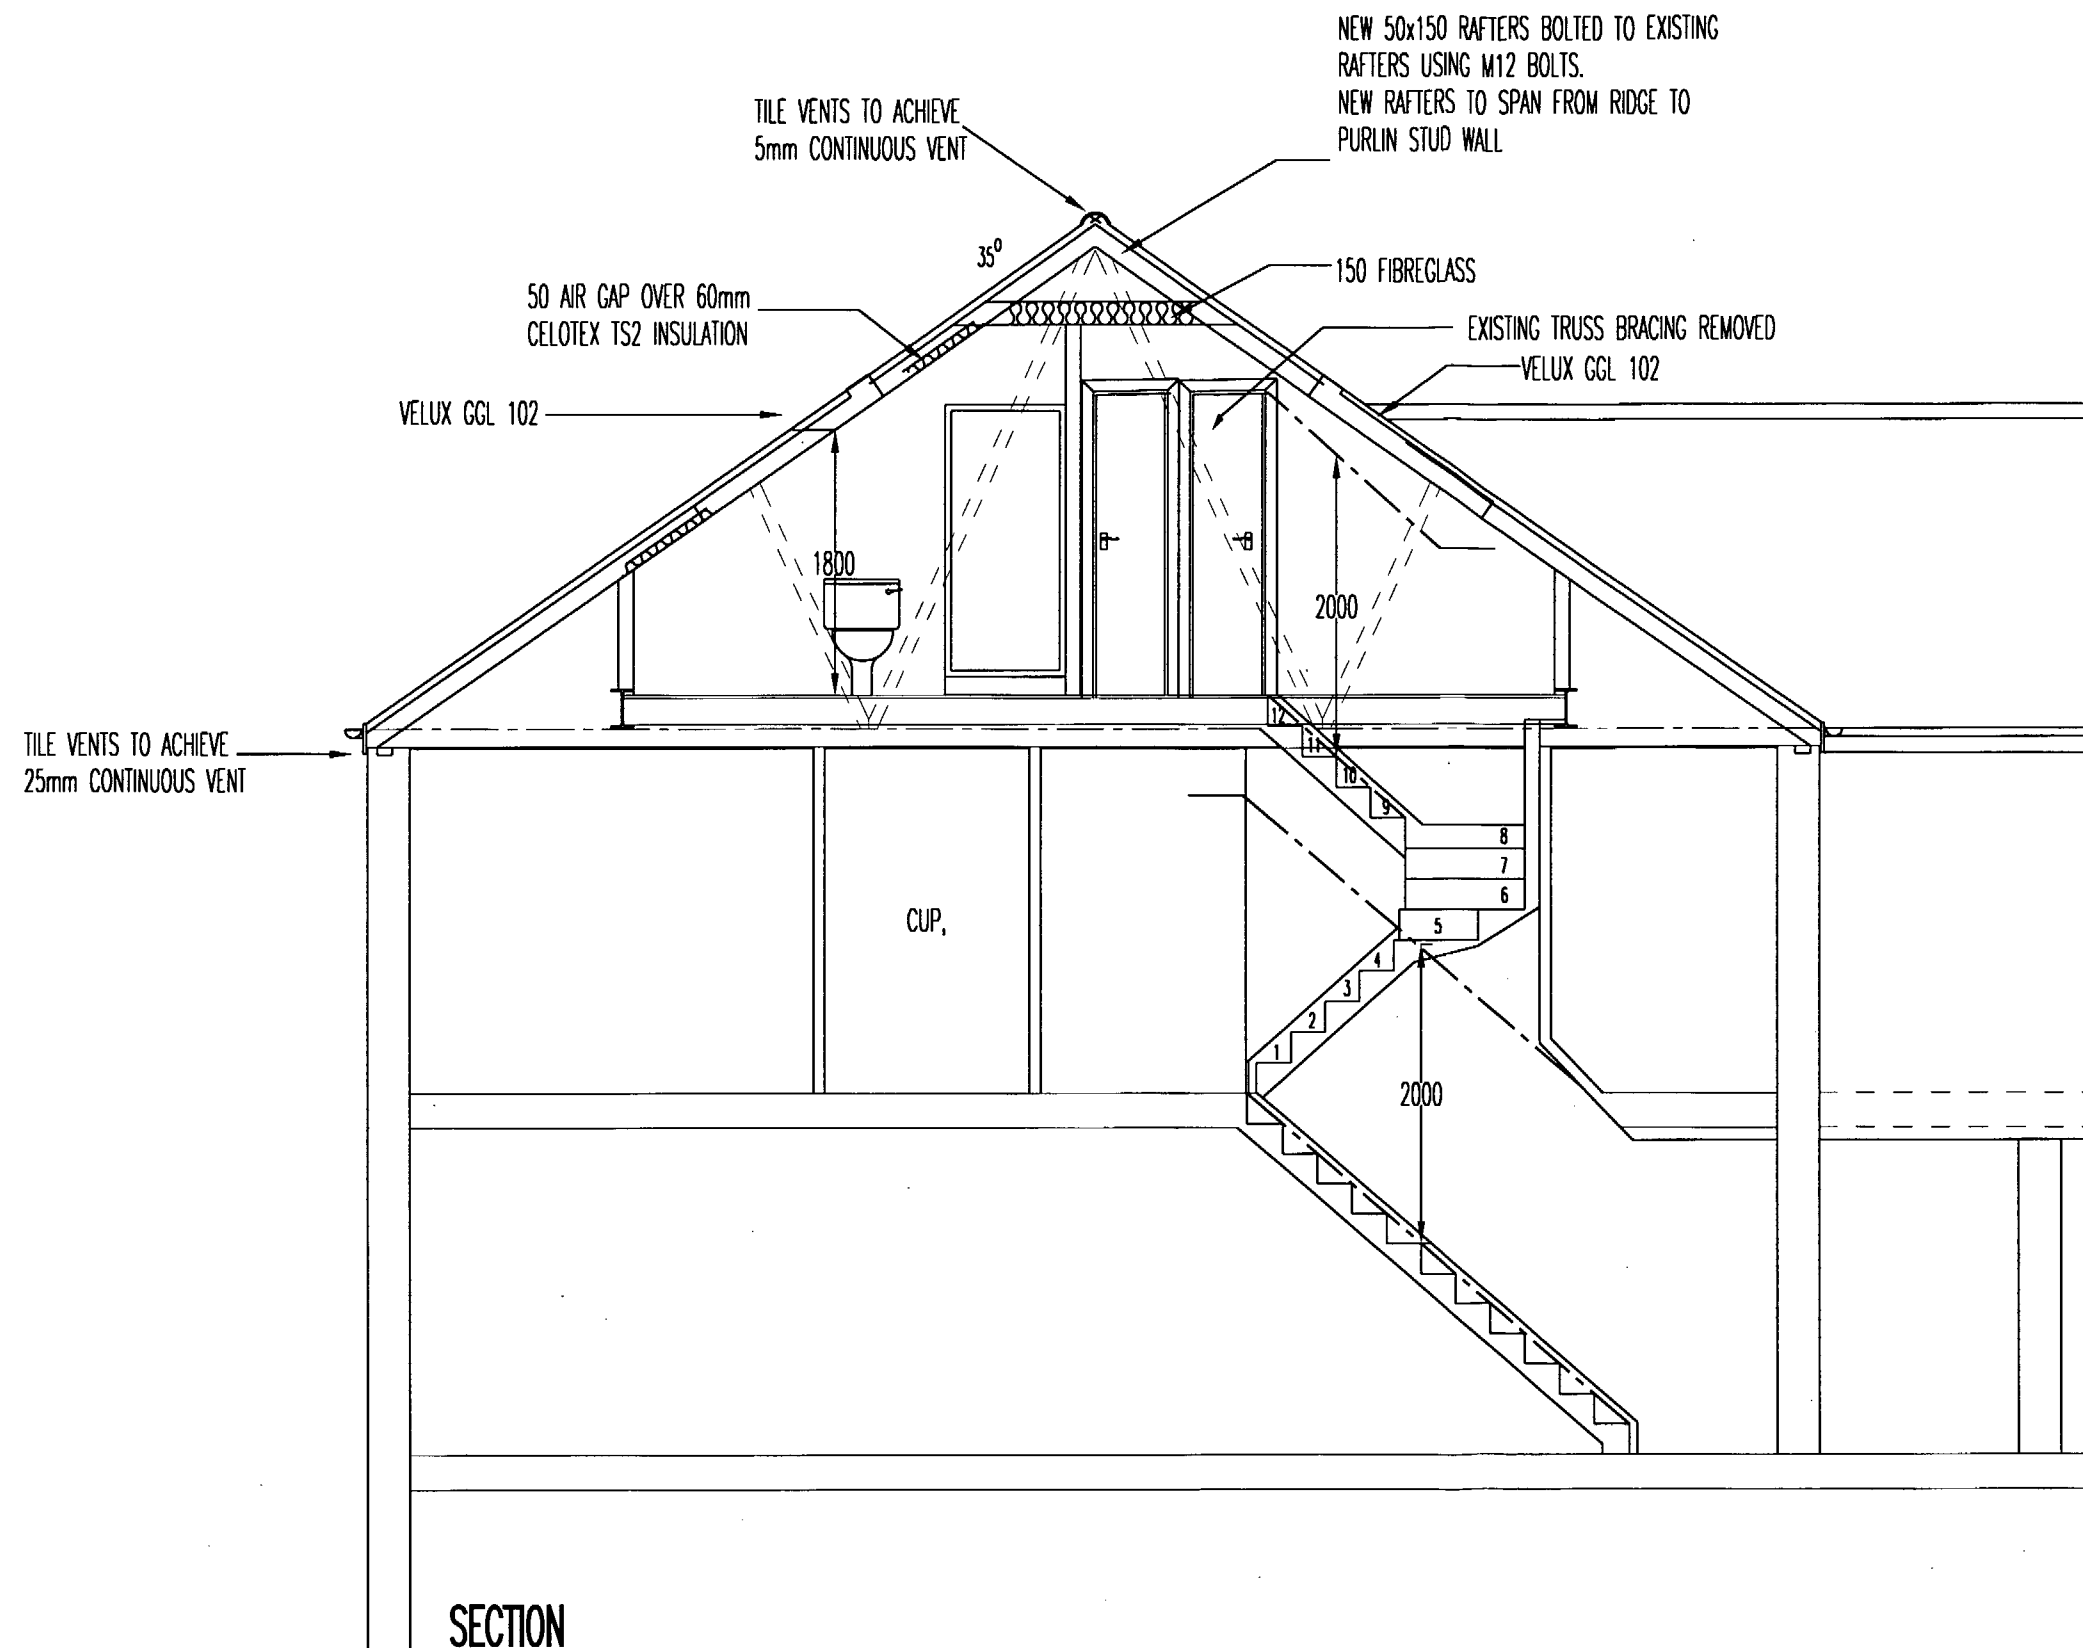 NEW 50x150 RAFTERS BOLTED TO EXISTING
RAFTERS USING M12 BOLTS.
NEW RAFTERS TO SPAN FROM RIDGE TO
PURLIN STUD WALL
TILE VENTS TO ACHIEVE
5mm CONTINUOUS VENT
35⁰
150 FIBREGLASS
50 AIR GAP OVER 60mm
CELOTEX TS2 INSULATION
EXISTING TRUSS BRACING REMOVED
VELUX GGL 102
VELUX GGL 102
1800
2000
TILE VENTS TO ACHIEVE
25mm CONTINUOUS VENT
12
11
10
9
8
7
6
5
4
3
2
1
CUP,
2000
SECTION